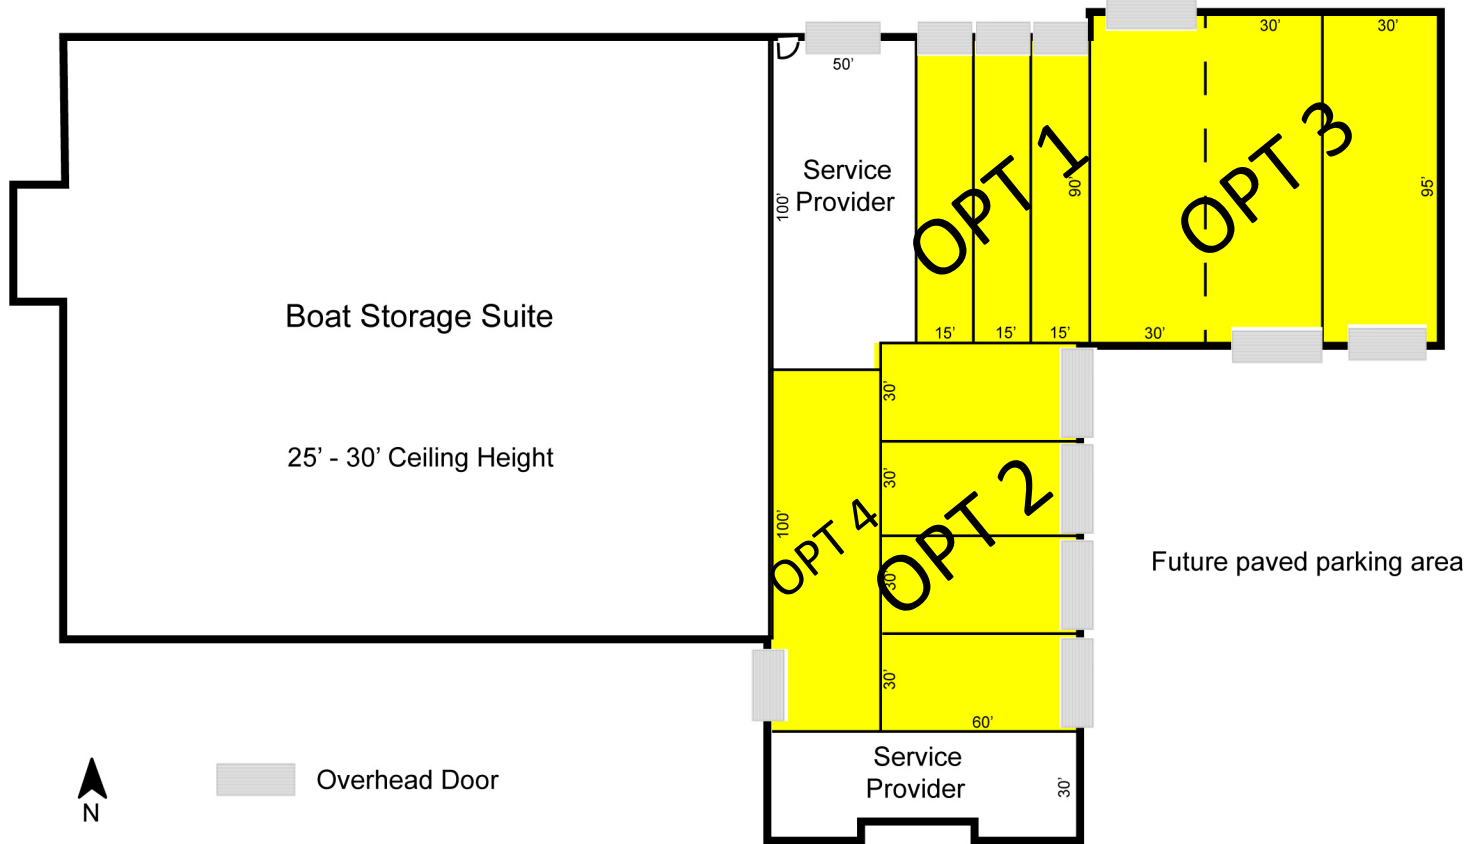 30’
30’
50’
Service
Provider
100’
OPT 1
90’
OPT 3
95’
15’
15’
15’
30’
Boat Storage Suite
25’ - 30’ Ceiling Height
30’
30’
30’
30’
100’
OPT 4
OPT 2
60’
Future paved parking area
Service
Provider
30’
Overhead Door
N